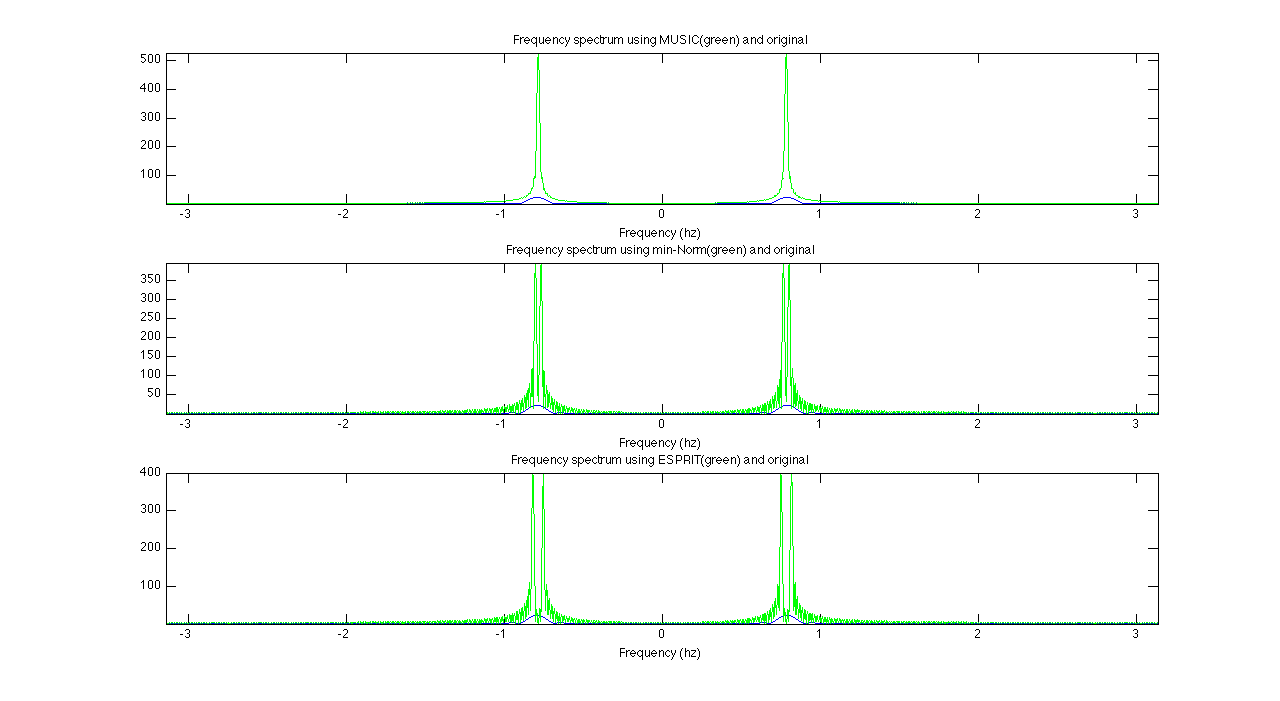 Frequency spectrum using MUSIC(green) and original
500
400
300
200
100
-3 -2 -1 0 1 2 3
Frequency (hz)
Frequency spectrum using min-Norm(green) and original
350
300
250
200
150
100
50
-3 -2 -1 0 1 2 3
Frequency (hz)
Frequency spectrum using ESPRIT(green) and original
400
300
200
100
-3 -2 -1 0 1 2 3
Frequency (hz)